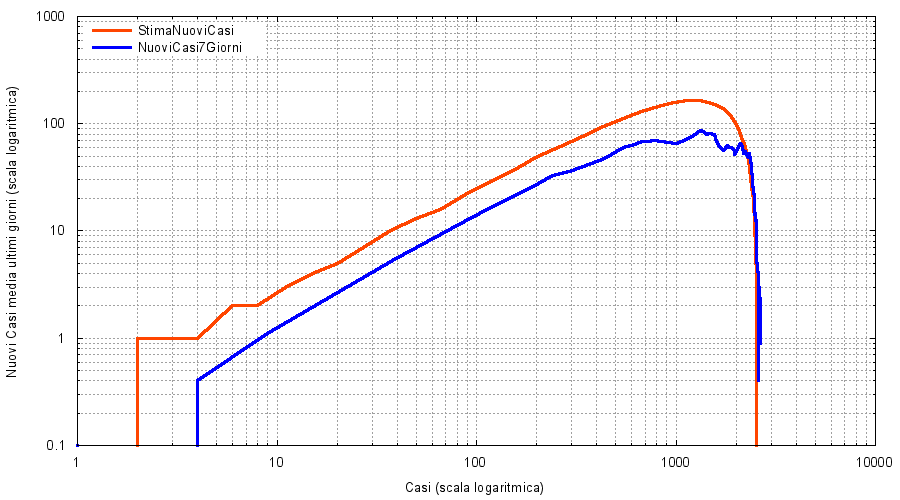 1000
100
10
1
0.1
StimaNuoviCasi
NuoviCasi7Giorni
Nuovi Casi media ultimi giorni (scala logaritmica)
1 10 100 1000 10000
Casi (scala logaritmica)